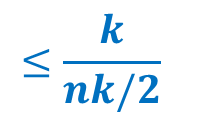 ≤ k / (nk/2)